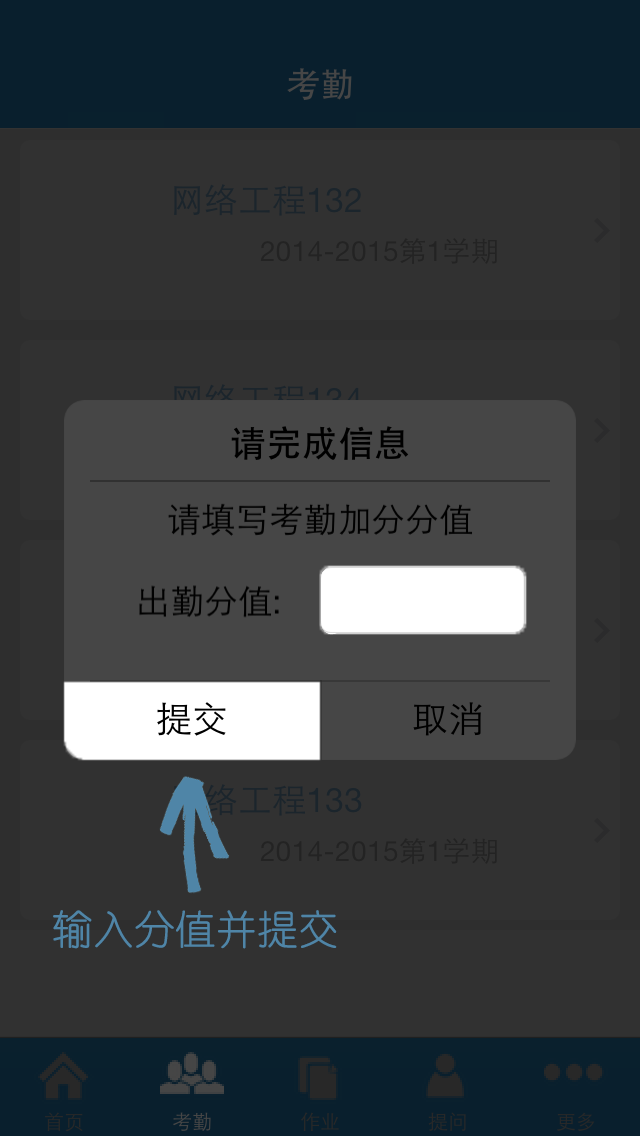 考勤
网络工程132
2014-2015第1学期
网络工程134
请完成信息
请填写考勤加分分值
出勤分值:
提交
取消
络工程133
2014-2015第1学期
输入分值并提交
首页
考勤
作业
提问
更多